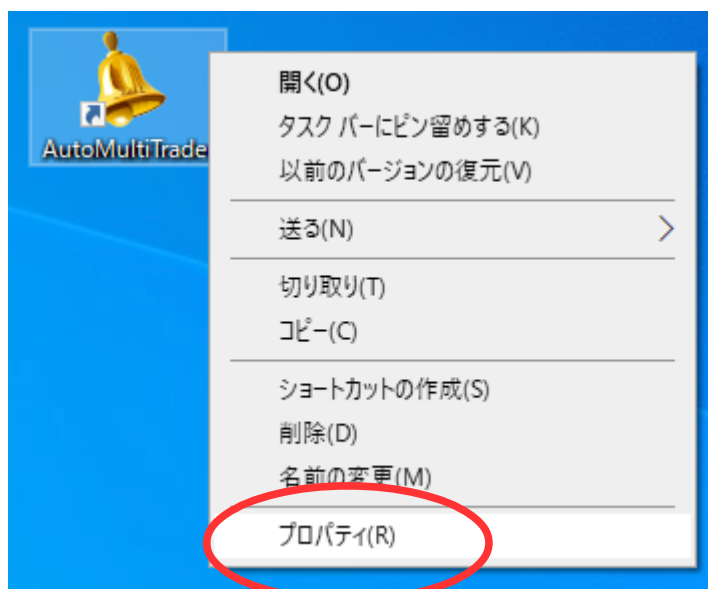 AutoMultiTrade
開く(O)
タスク バーにピン留めする(K)
以前のバージョンの復元(V)
送る(N)
切り取り(T)
コピー(C)
ショートカットの作成(S)
削除(D)
名前の変更(M)
プロパティ(R)